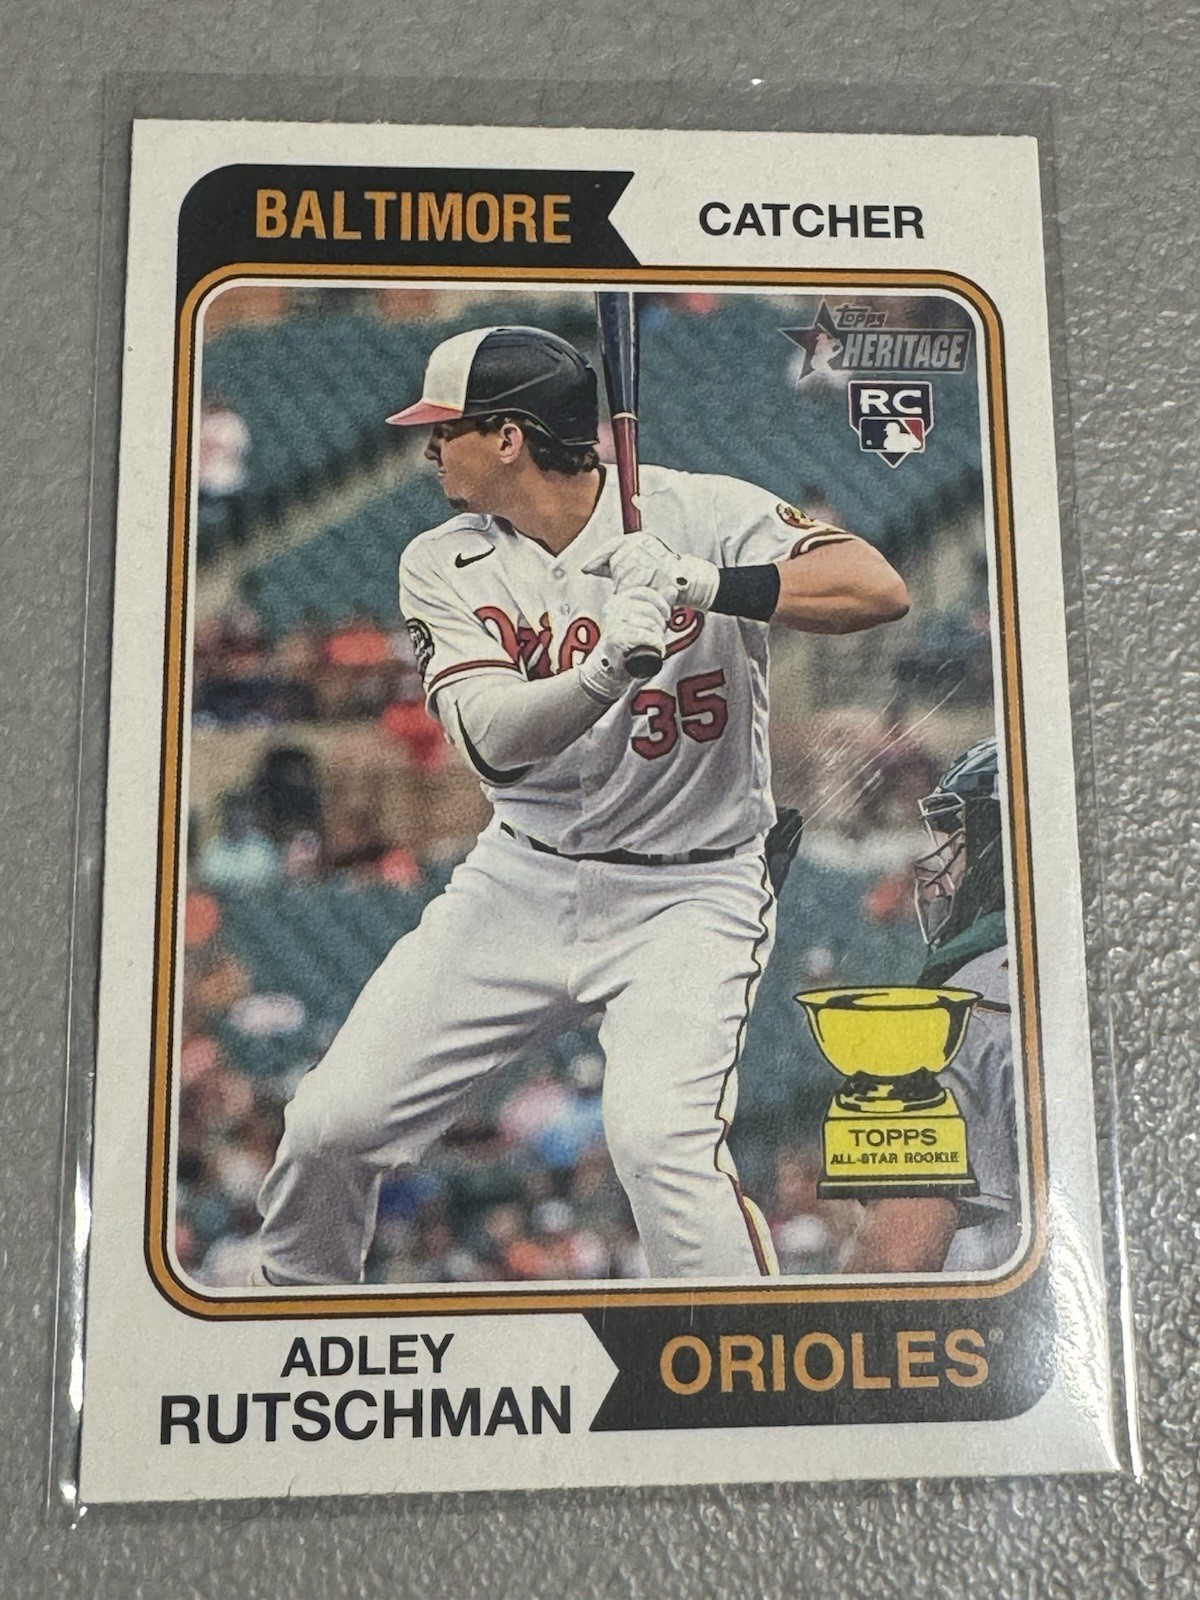 BALTIMORE
CATCHER
Topps
HERITAGE
RC
Orioles
35
TOPPS
ALL-STAR ROOKIE
ADLEY
RUTSCHMAN
ORIOLES®